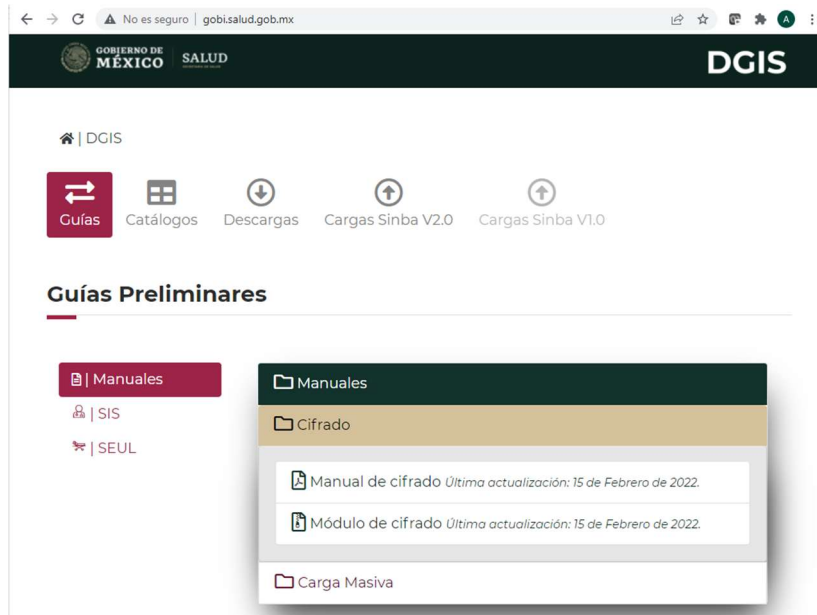 No es seguro | gobi.salud.gob.mx
A
GOBIERNO DE
MÉXICO
SALUD
DGIS
| DGIS
Guías
Catálogos
Descargas
Cargas Sinba V2.0
Cargas Sinba V1.0
Guías Preliminares
| Manuales
| SIS
| SEUL
Manuales
Cifrado
Manual de cifrado Última actualización: 15 de Febrero de 2022.
Módulo de cifrado Última actualización: 15 de Febrero de 2022.
Carga Masiva